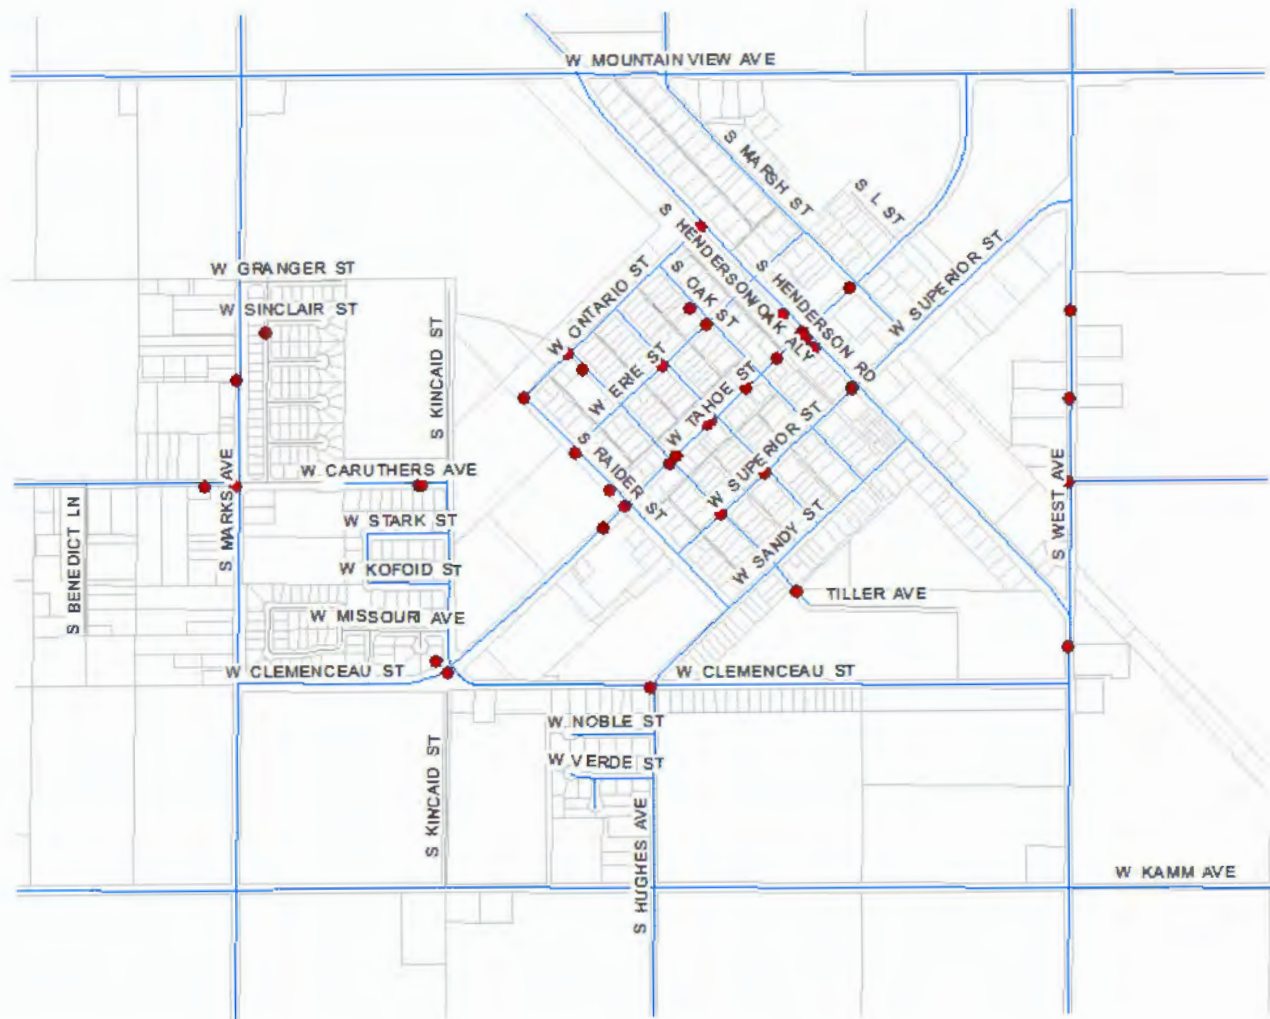 W MOUNTAIN VIEW AVE
S MARSH ST
S L ST
S HENDERSON/OAK ALY
S HENDERSON RD
W SUPERIOR ST
W GRANGER ST
W ONTARIO ST
S OAK ST
W SINCLAIR ST
S KINCAID ST
W ERIE ST
W TAHOE ST
W SUPERIOR ST
S RAIDER ST
W CARUTHERS AVE
S MARKS AVE
S WEST AVE
S BENEDICT LN
W STARK ST
W SANDY ST
W KOFOID ST
TILLER AVE
W MISSOURI AVE
W CLEMENCEAU ST
W CLEMENCEAU ST
W NOBLE ST
W VERDE ST
S KINCAID ST
S HUGHES AVE
W KAMM AVE